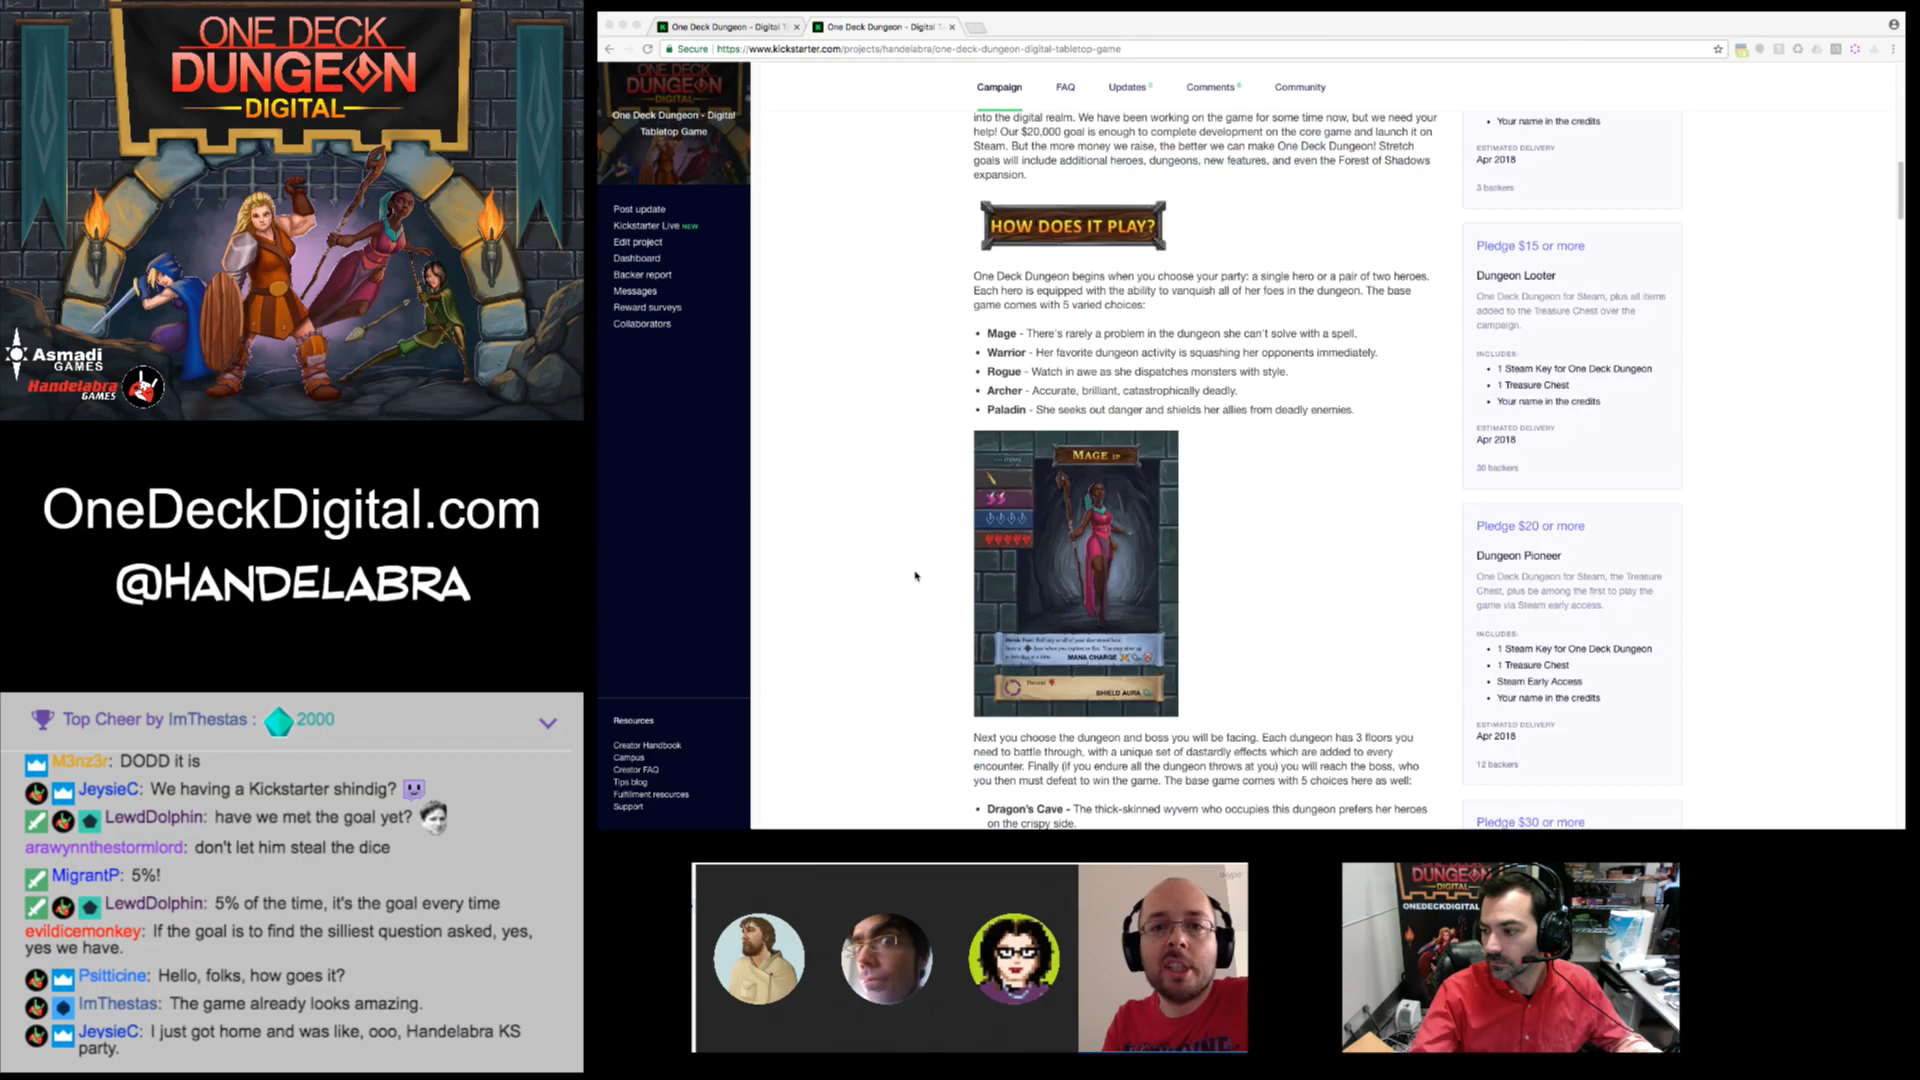 ONE DECK
DUNGEON
DIGITAL
Asmadi
GAMES
Handelabra
GAMES
OneDeckDigital.com
@HANDELABRA
Top Cheer by ImThestas : 2000
M3nz3r: DODD it is
JeysieC: We having a Kickstarter shindig?
LewdDolphin: have we met the goal yet?
arawynnthestormlord: don't let him steal the dice
MigrantP: 5%!
LewdDolphin: 5% of the time, it's the goal every time
evildicemonkey: If the goal is to find the silliest question asked, yes,
yes we have.
Psitticine: Hello, folks, how goes it?
ImThestas: The game already looks amazing.
JeysieC: I just got home and was like, ooo, Handelabra KS
party.
One Deck Dungeon - Digital T
One Deck Dungeon - Digital T
Secure
https://www.kickstarter.com/projects/handelabra/one-deck-dungeon-digital-tabletop-game
ONE DECK
DUNGEON
DIGITAL
One Deck Dungeon - Digital
Tabletop Game
Post update
Kickstarter Live NEW
Edit project
Dashboard
Backer report
Messages
Reward surveys
Collaborators
Resources
Creator Handbook
Campus
Creator FAQ
Tips blog
Fulfillment resources
Support
Campaign
FAQ
Updates 0
Comments 6
Community
into the digital realm. We have been working on the game for some time now, but we need your
help! Our $20,000 goal is enough to complete development on the core game and launch it on
Steam. But the more money we raise, the better we can make One Deck Dungeon! Stretch
goals will include additional heroes, dungeons, new features, and even the Forest of Shadows
expansion.
HOW DOES IT PLAY?
One Deck Dungeon begins when you choose your party: a single hero or a pair of two heroes.
Each hero is equipped with the ability to vanquish all of her foes in the dungeon. The base
game comes with 5 varied choices:
• Mage - There's rarely a problem in the dungeon she can't solve with a spell.
• Warrior - Her favorite dungeon activity is squashing her opponents immediately.
• Rogue - Watch in awe as she dispatches monsters with style.
• Archer - Accurate, brilliant, catastrophically deadly.
• Paladin - She seeks out danger and shields her allies from deadly enemies.
MAGE 1P
MANA CHARGE
SHIELD AURA
Next you choose the dungeon and boss you will be facing. Each dungeon has 3 floors you
need to battle through, with a unique set of dastardly effects which are added to every
encounter. Finally (if you endure all the dungeon throws at you) you will reach the boss, who
you then must defeat to win the game. The base game comes with 5 choices here as well:
• Dragon's Cave - The thick-skinned wyvern who occupies this dungeon prefers her heroes
on the crispy side.
• Your name in the credits
ESTIMATED DELIVERY
Apr 2018
3 backers
Pledge $15 or more
Dungeon Looter
One Deck Dungeon for Steam, plus all items
added to the Treasure Chest over the
campaign.
INCLUDES:
• 1 Steam Key for One Deck Dungeon
• 1 Treasure Chest
• Your name in the credits
ESTIMATED DELIVERY
Apr 2018
30 backers
Pledge $20 or more
Dungeon Pioneer
One Deck Dungeon for Steam, the Treasure
Chest, plus be among the first to play the
game via Steam early access.
INCLUDES:
• 1 Steam Key for One Deck Dungeon
• 1 Treasure Chest
• Steam Early Access
• Your name in the credits
ESTIMATED DELIVERY
Apr 2018
12 backers
Pledge $30 or more
skype
DUNGEON
DIGITAL
ONEDECKDIGITAL